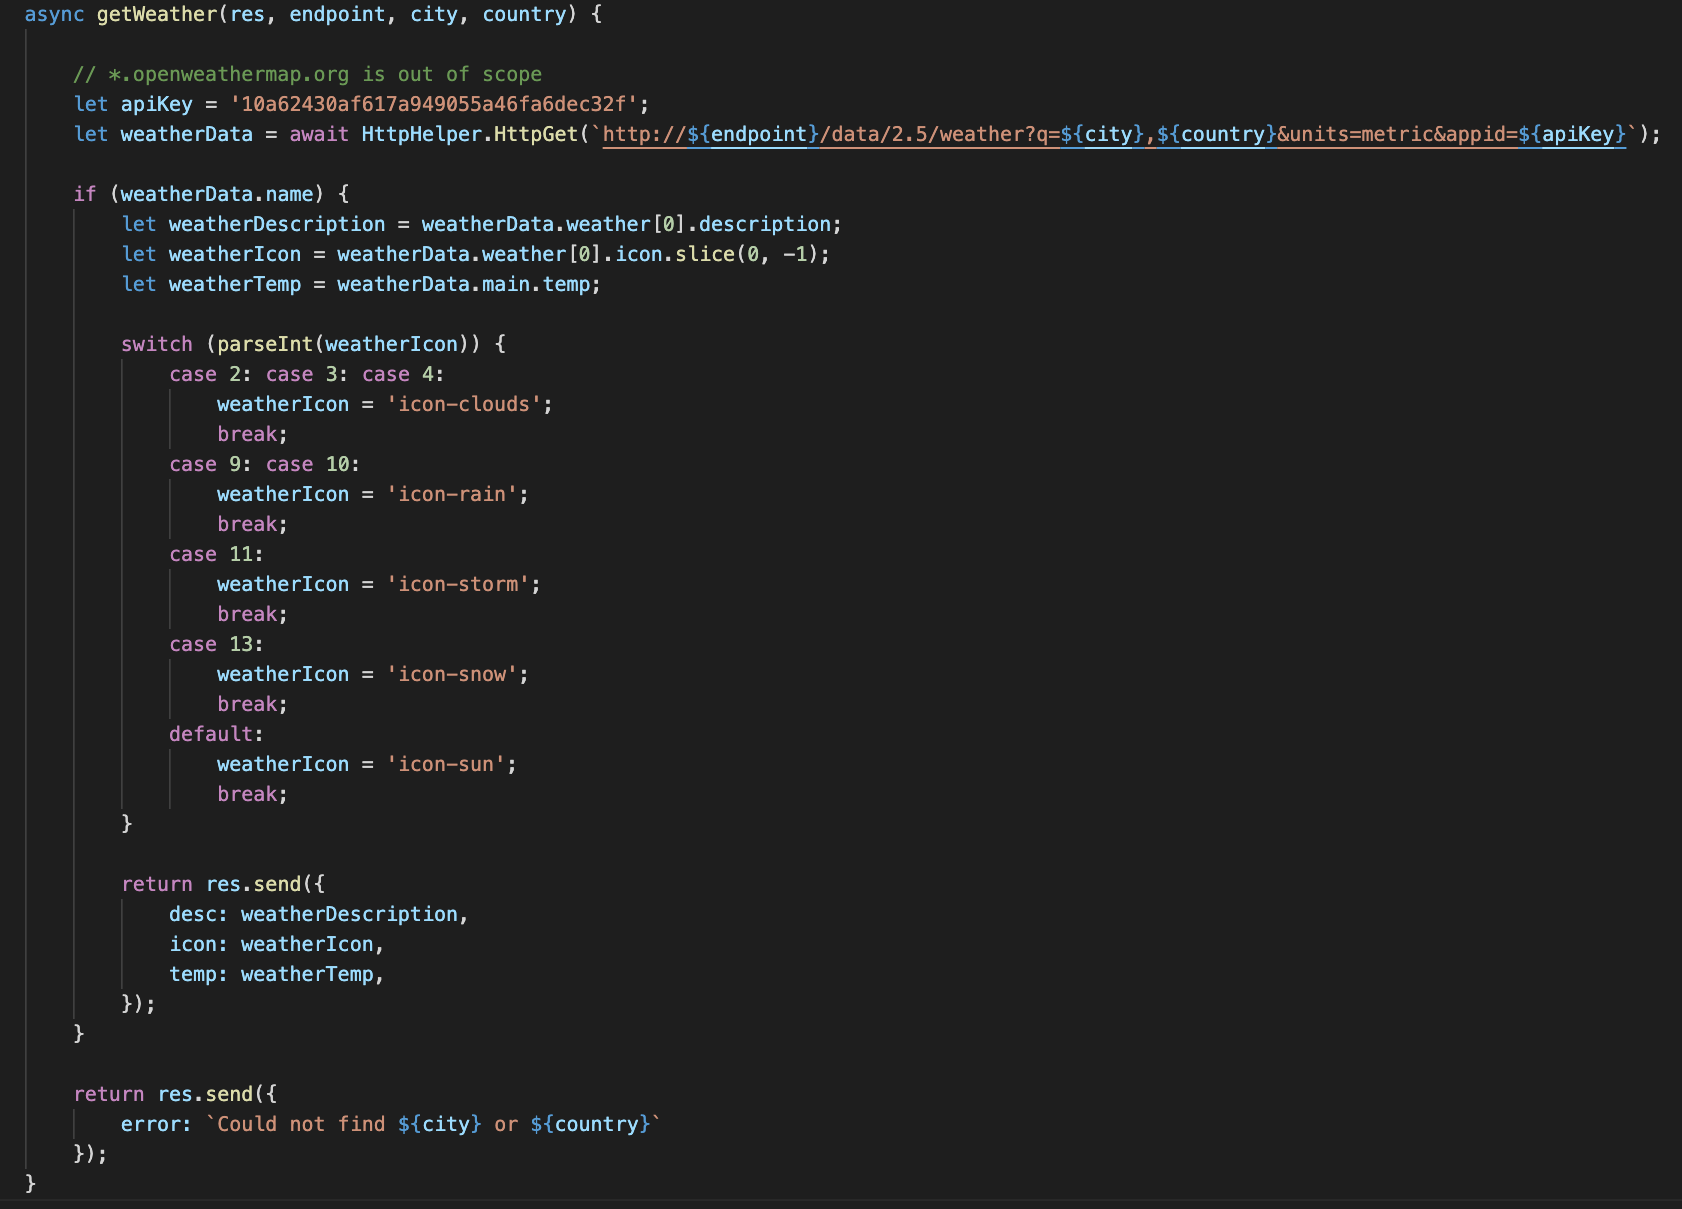 async getWeather(res, endpoint, city, country) {
// *.openweathermap.org is out of scope
let apiKey = '10a62430af617a949055a46fa6dec32f';
let weatherData = await HttpHelper.HttpGet(`http://${endpoint}/data/2.5/weather?q=${city},${country}&units=metric&appid=${apiKey}`);
if (weatherData.name) {
let weatherDescription = weatherData.weather[0].description;
let weatherIcon = weatherData.weather[0].icon.slice(0, -1);
let weatherTemp = weatherData.main.temp;
switch (parseInt(weatherIcon)) {
case 2: case 3: case 4:
weatherIcon = 'icon-clouds';
break;
case 9: case 10:
weatherIcon = 'icon-rain';
break;
case 11:
weatherIcon = 'icon-storm';
break;
case 13:
weatherIcon = 'icon-snow';
break;
default:
weatherIcon = 'icon-sun';
break;
}
return res.send({
desc: weatherDescription,
icon: weatherIcon,
temp: weatherTemp,
});
}
return res.send({
error: `Could not find ${city} or ${country}`
});
}